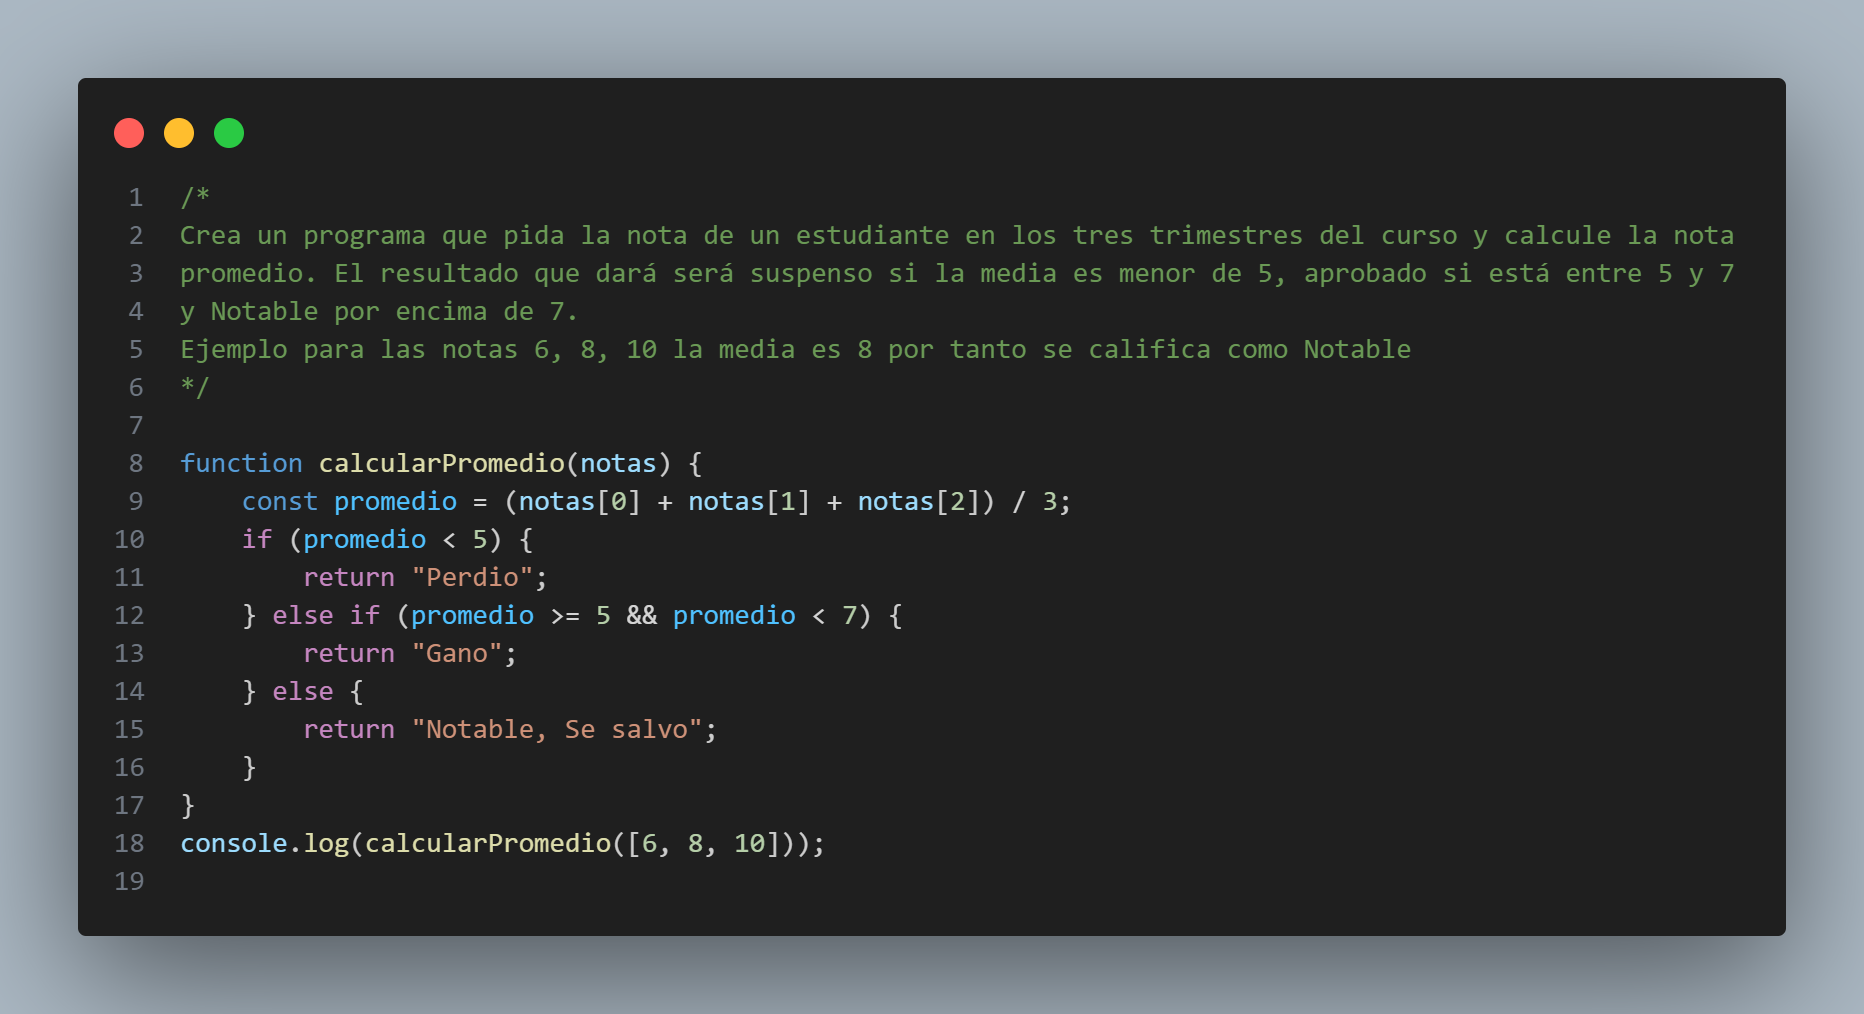 1 /*
2 Crea un programa que pida la nota de un estudiante en los tres trimestres del curso y calcule la nota
3 promedio. El resultado que dará será suspenso si la media es menor de 5, aprobado si está entre 5 y 7
4 y Notable por encima de 7.
5 Ejemplo para las notas 6, 8, 10 la media es 8 por tanto se califica como Notable
6 */
7
8 function calcularPromedio(notas) {
9     const promedio = (notas[0] + notas[1] + notas[2]) / 3;
10     if (promedio < 5) {
11         return "Perdio";
12     } else if (promedio >= 5 && promedio < 7) {
13         return "Gano";
14     } else {
15         return "Notable, Se salvo";
16     }
17 }
18 console.log(calcularPromedio([6, 8, 10]));
19